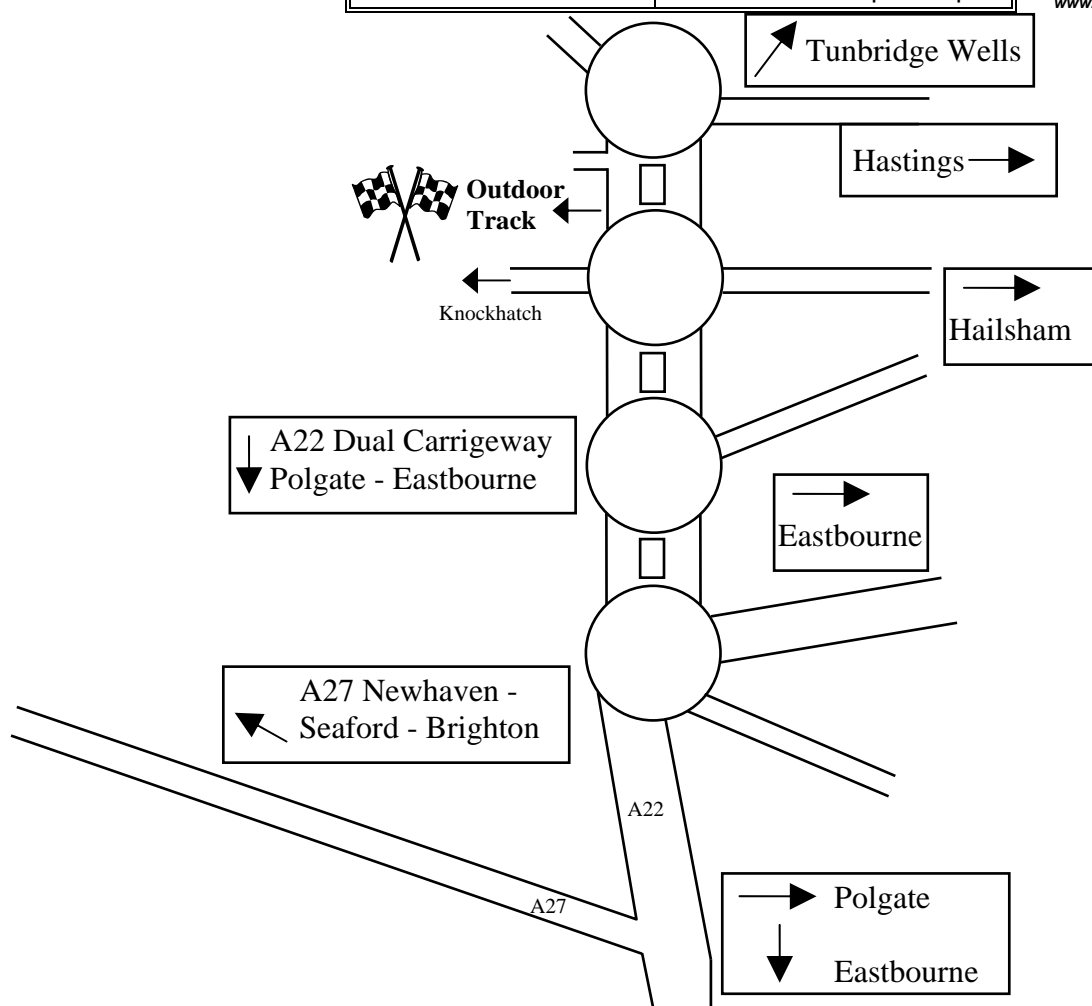 www.
Tunbridge Wells
Hastings
Outdoor
Track
Knockhatch
Hailsham
A22 Dual Carrigeway
Polgate - Eastbourne
Eastbourne
A27 Newhaven -
Seaford - Brighton
A22
A27
Polgate
Eastbourne